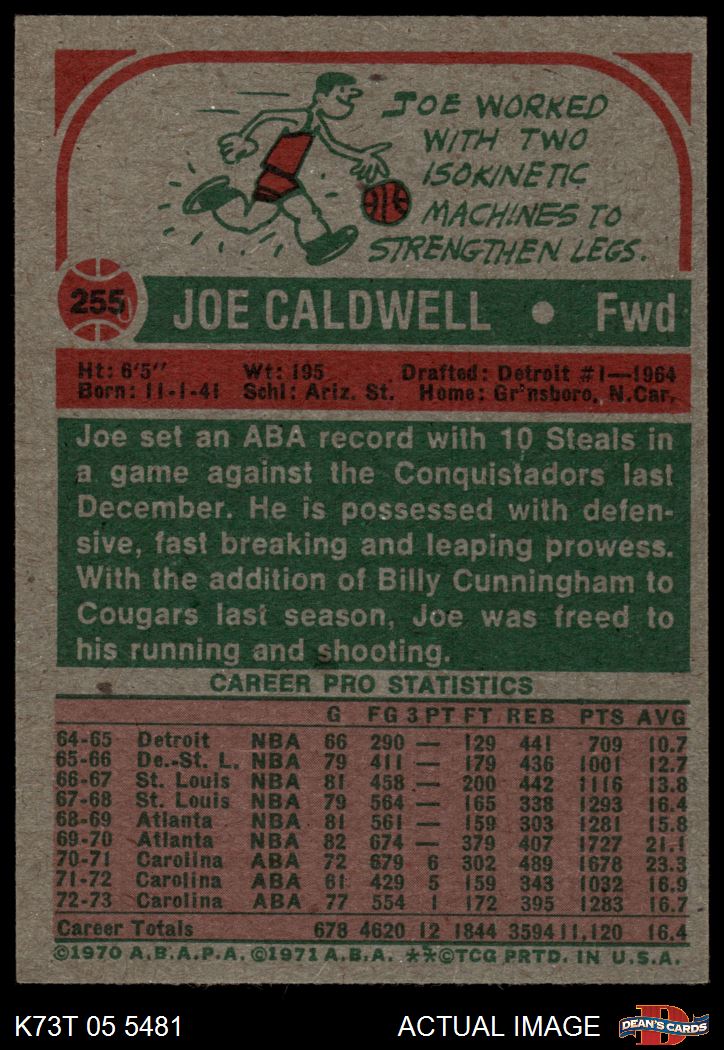 JOE WORKED
WITH TWO
ISOKINETIC
MACHINES TO
STRENGTHEN LEGS.
255 JOE CALDWELL • Fwd
Ht: 6'5" Wt: 195 Drafted: Detroit #1—1964
Born: 11-1-41 Schl: Ariz. St. Home: Gr'nsboro, N.Car.
Joe set an ABA record with 10 Steals in
a game against the Conquistadors last
December. He is possessed with defen-
sive, fast breaking and leaping prowess.
With the addition of Billy Cunningham to
Cougars last season, Joe was freed to
his running and shooting.
CAREER PRO STATISTICS
G FG 3 PT FT REB PTS AVG
64-65 Detroit NBA 66 290 — 129 441 709 10.7
65-66 De.-St. L. NBA 79 411 — 179 436 1001 12.7
66-67 St. Louis NBA 81 458 — 200 442 1116 13.8
67-68 St. Louis NBA 79 564 — 165 338 1293 16.4
68-69 Atlanta NBA 81 561 — 159 303 1281 15.8
69-70 Atlanta NBA 82 674 — 379 407 1727 21.1
70-71 Carolina ABA 72 679 6 302 489 1678 23.3
71-72 Carolina ABA 61 429 5 159 343 1032 16.9
72-73 Carolina ABA 77 554 1 172 395 1283 16.7
Career Totals 678 4620 12 1844 3594 11,120 16.4
©1970 A.B.A.P.A. ©1971 A.B.A. **©TCG PRTD. IN U.S.A.
K73T 05 5481 ACTUAL IMAGE D DEAN'S CARDS